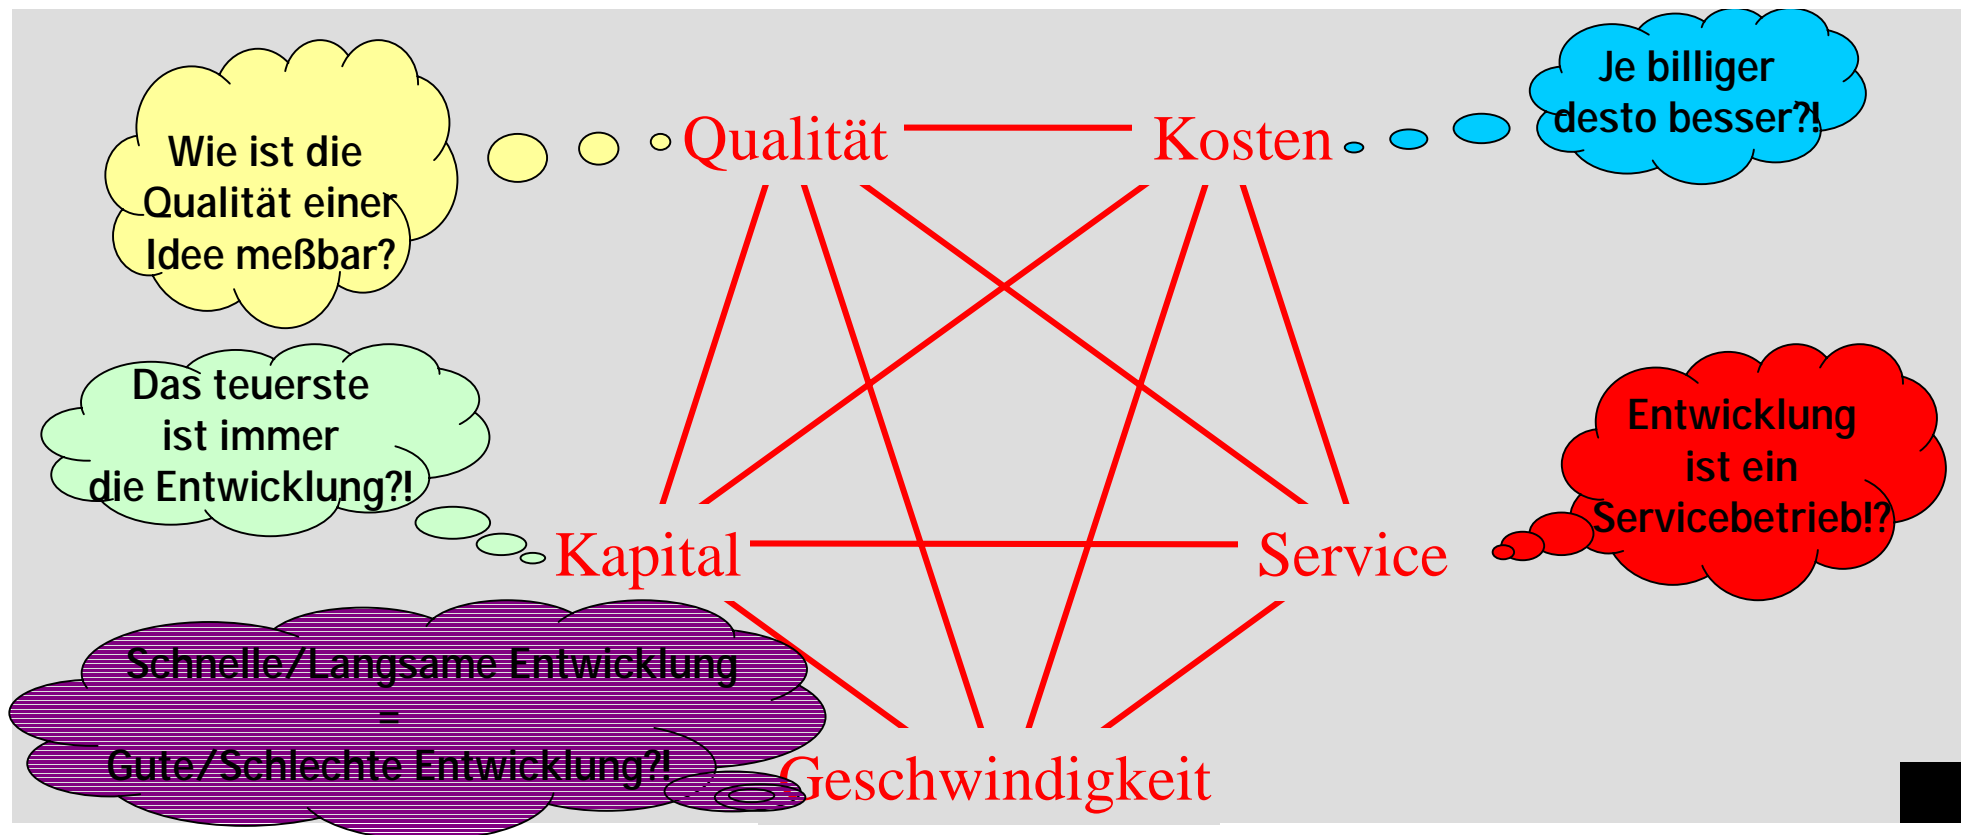 Wie ist die
Qualität einer
Idee meßbar?
Qualität
Kosten
Je billiger
desto besser?!
Das teuerste
ist immer
die Entwicklung?!
Kapital
Service
Entwicklung
ist ein
Servicebetrieb!?
Schnelle/Langsame Entwicklung
=
Gute/Schlechte Entwicklung?!
Geschwindigkeit